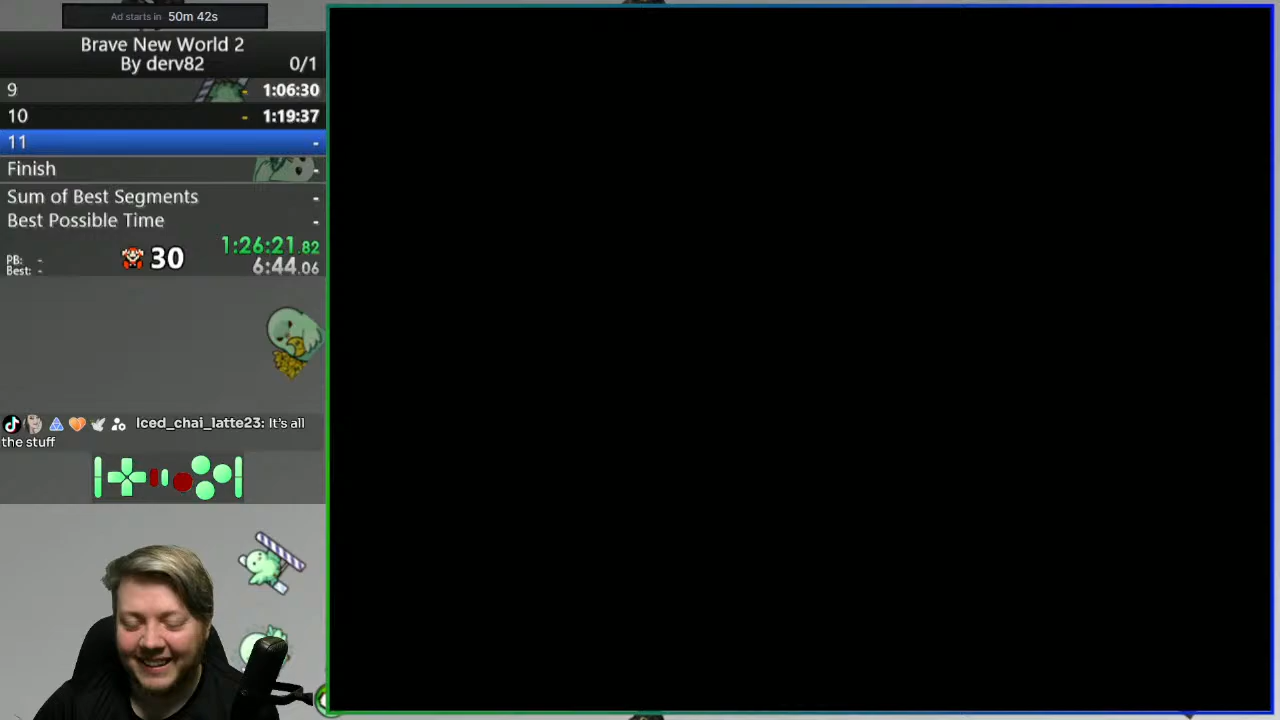 Ad starts in 50m 42s
Brave New World 2
By derv82 0/1
9 - 1:06:30
10 - 1:19:37
11 -
Finish -
Sum of Best Segments -
Best Possible Time -
1:26:21.82
PB: - 30 6:44.06
Best: -
Iced_chai_1atte23: It's all
the stuff